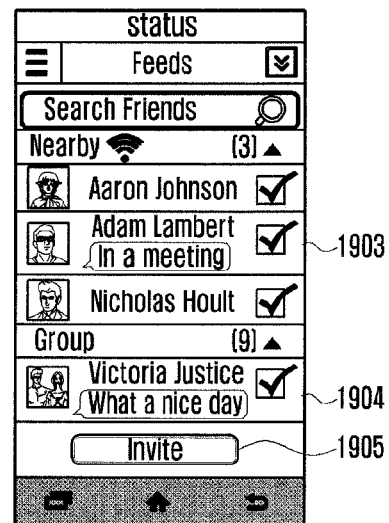 status
Feeds
Search Friends
Nearby (3)
Aaron Johnson
Adam Lambert
In a meeting
1903
Nicholas Hoult
Group (9)
Victoria Justice
What a nice day
1904
Invite
1905